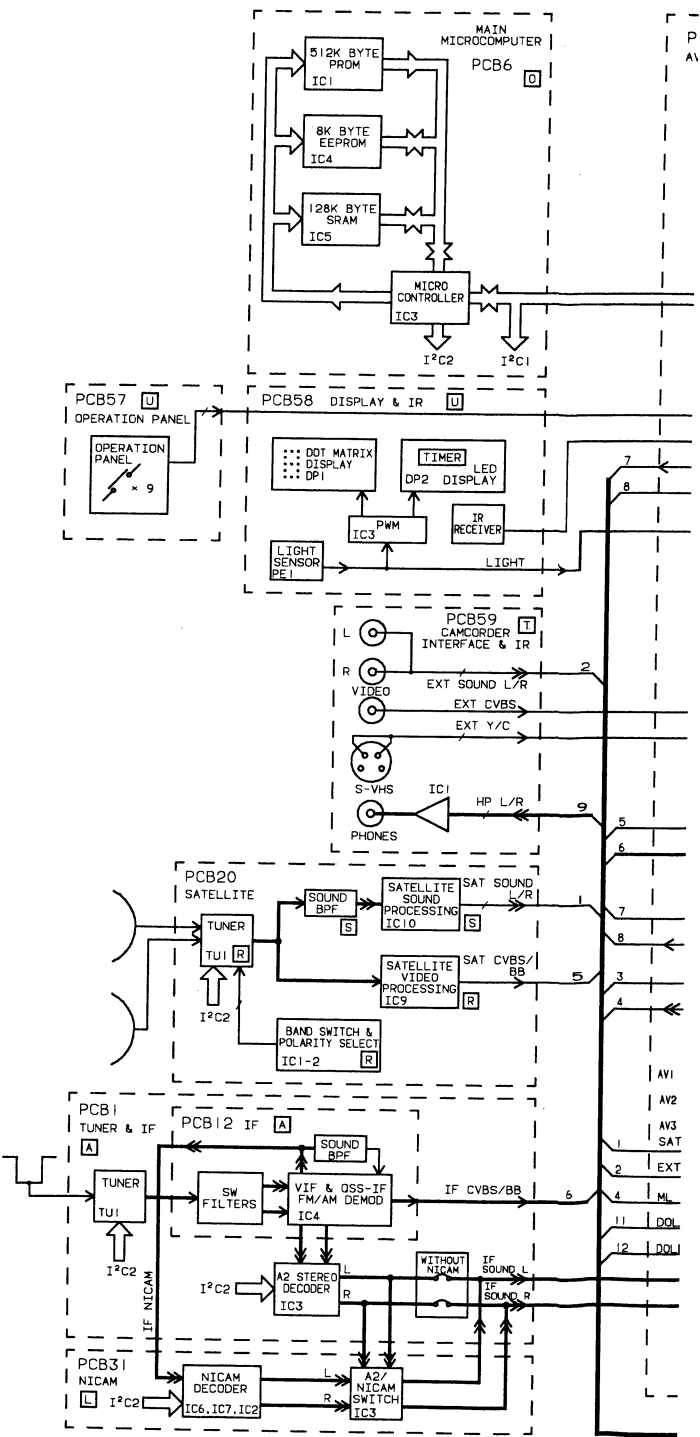 MAIN
MICROCOMPUTER
PCB6
O
512K BYTE
PROM
IC1
8K BYTE
EEPROM
IC4
128K BYTE
SRAM
IC5
MICRO
CONTROLLER
IC3
I²C2
I²C1
P
AV
PCB57 U
OPERATION PANEL
OPERATION
PANEL
× 9
PCB58 DISPLAY & IR U
DOT MATRIX
DISPLAY
DP1
TIMER
LED
DP2 DISPLAY
PWM
IC3
IR
RECEIVER
LIGHT
SENSOR
PE1
LIGHT
7
8
PCB59 T
CAMCORDER
INTERFACE & IR
L
R
VIDEO
EXT SOUND L/R
2
EXT CVBS
EXT Y/C
S-VHS
IC1
HP L/R
9
PHONES
5
6
7
8
3
4
PCB20
SATELLITE
TUNER
TU1 R
I²C2
SOUND
BPF
S
SATELLITE
SOUND
PROCESSING
IC10 S
SAT SOUND
L/R
1
SATELLITE
VIDEO
PROCESSING
IC9 R
SAT CVBS/
BB
5
BAND SWITCH &
POLARITY SELECT
IC1-2 R
AV1
AV2
AV3
1 SAT
2 EXT
4 ML
11 DOL
12 DOL
PCB1
TUNER & IF
A
PCB12 IF A
SOUND
BPF
TUNER
TU1
I²C2
SW
FILTERS
VIF & QSS-IF
FM/AM DEMOD
IC4
IF CVBS/BB
6
IF NICAM
I²C2
A2 STEREO
DECODER
IC3
L
R
WITHOUT
NICAM
IF
SOUND L
IF
SOUND R
PCB31
NICAM
L
I²C2
NICAM
DECODER
IC6,IC7,IC2
L
R
A2/
NICAM
SWITCH
IC3